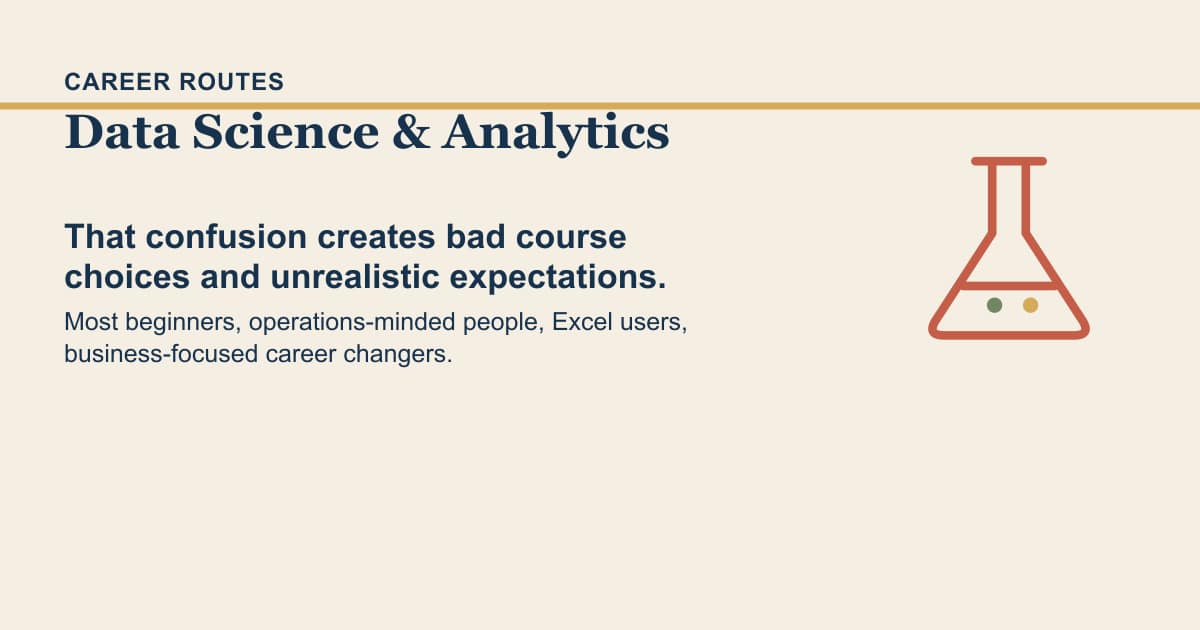 CAREER ROUTES
Data Science & Analytics
That confusion creates bad course
choices and unrealistic expectations.
Most beginners, operations-minded people, Excel users,
business-focused career changers.